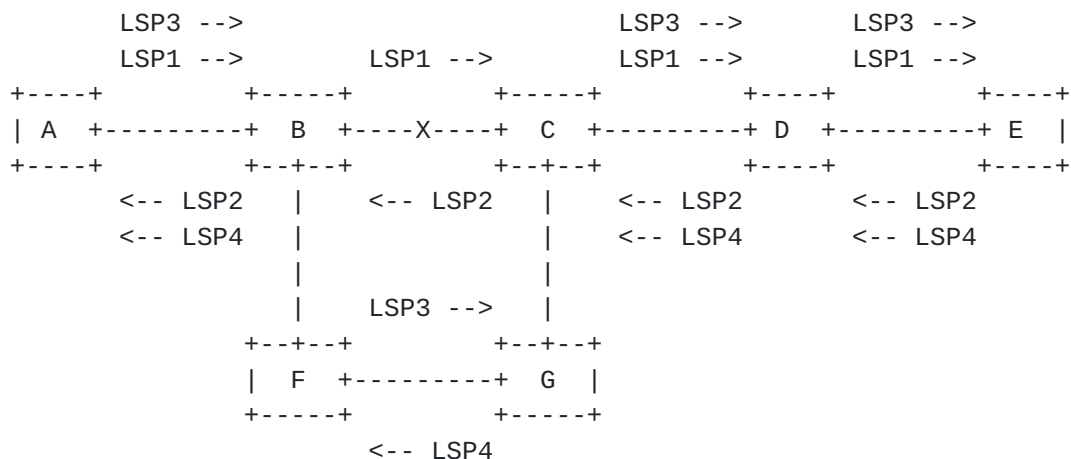 LSP3 --> LSP3 --> LSP3 -->
LSP1 --> LSP1 --> LSP1 --> LSP1 -->
+----+ +-----+ +-----+ +----+ +----+
| A +---------+ B +----X----+ C +---------+ D +---------+ E |
+----+ +--+--+ +--+--+ +----+ +----+
<-- LSP2 | <-- LSP2 | <-- LSP2 <-- LSP2
<-- LSP4 | | <-- LSP4 <-- LSP4
| |
| LSP3 --> |
+--+--+ +--+--+
| F +---------+ G |
+-----+ +-----+
<-- LSP4